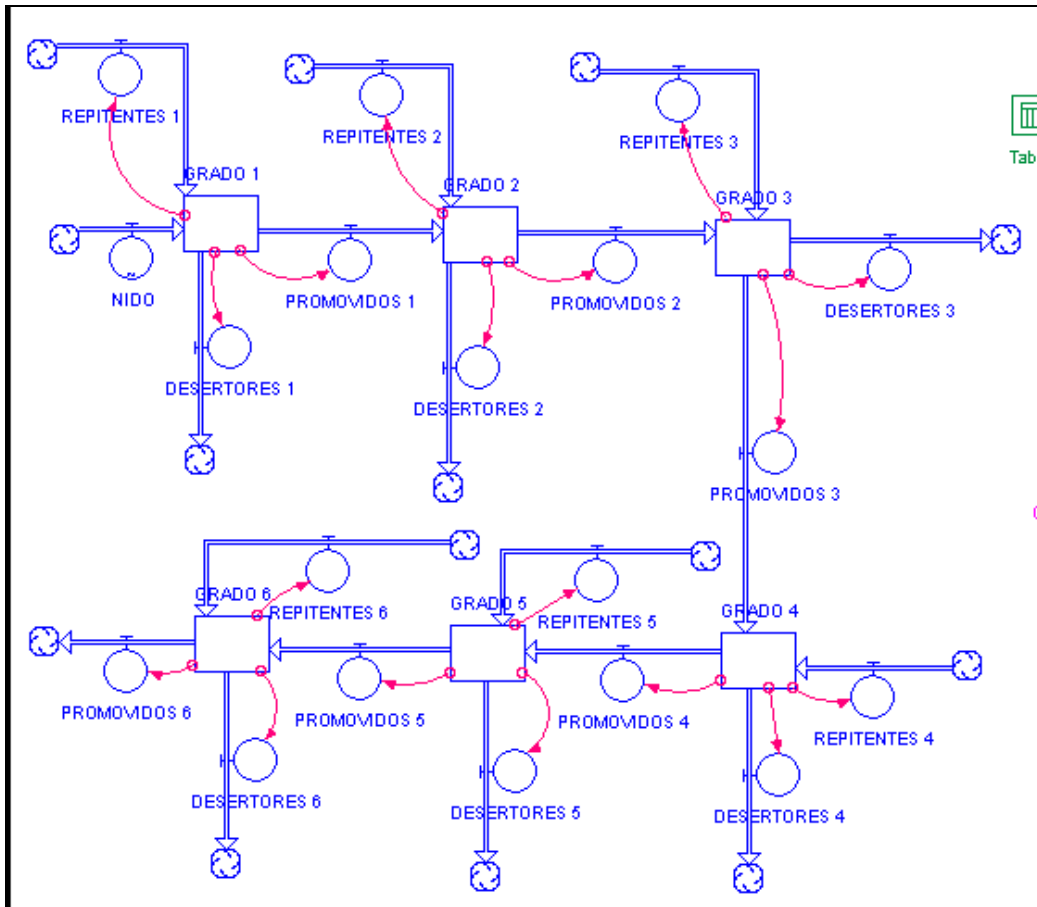 REPITENTES 1
REPITENTES 2
REPITENTES 3
Tab
GRADO 1
GRADO 2
GRADO 3
NIDO
PROMOVIDOS 1
PROMOVIDOS 2
DESERTORES 3
DESERTORES 1
DESERTORES 2
PROMOVIDOS 3
GRADO 6
REPITENTES 6
GRADO 5
REPITENTES 5
GRADO 4
PROMOVIDOS 6
PROMOVIDOS 5
PROMOVIDOS 4
REPITENTES 4
DESERTORES 6
DESERTORES 5
DESERTORES 4